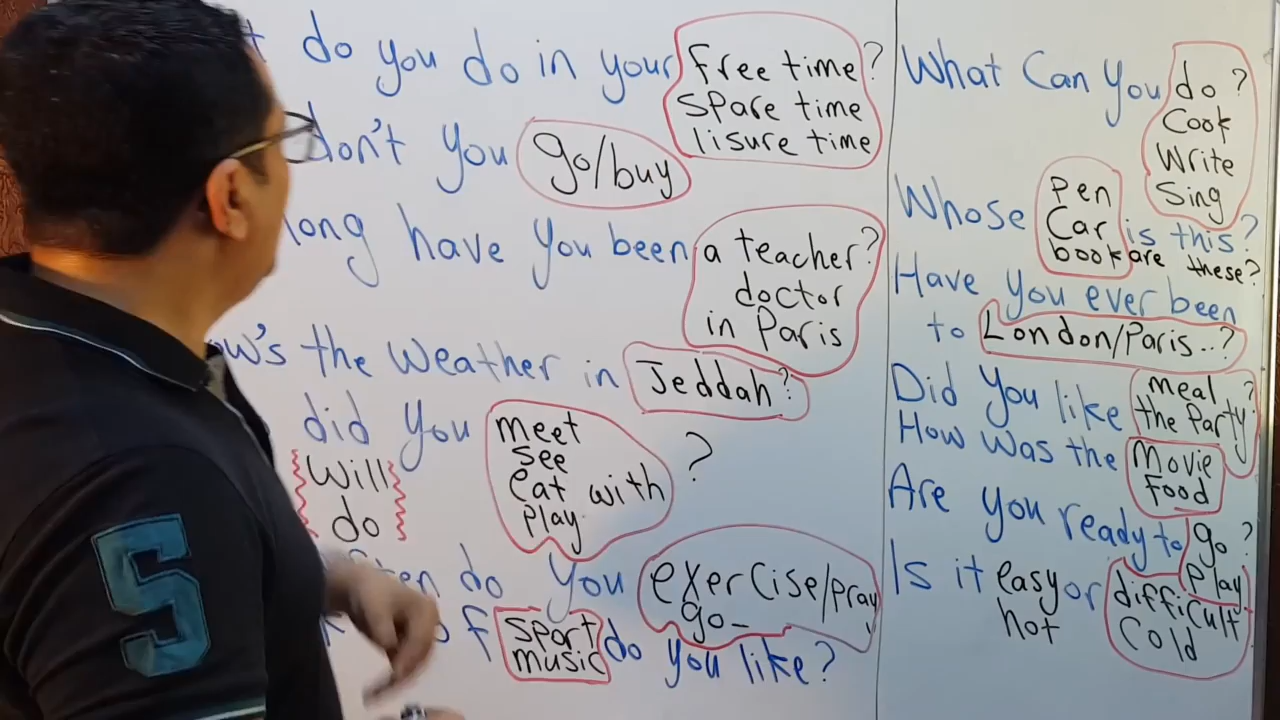 do you do in your free time?
spare time
lisure time
don't you go/buy
long have you been a teacher?
doctor
in Paris
the weather in Jeddah?
did you meet
see
eat with ?
play
Will
do
do you exercise/pray
go_
of sport do you like?
music
What Can You do?
Cook
Write
Sing
Whose pen is this?
Car
book are these?
Have you ever been
to London/Paris..?
Did You like meal ?
the Party
How Was the Movie
food
Are you ready to go?
play
Is it easy or difficult
hot Cold
5